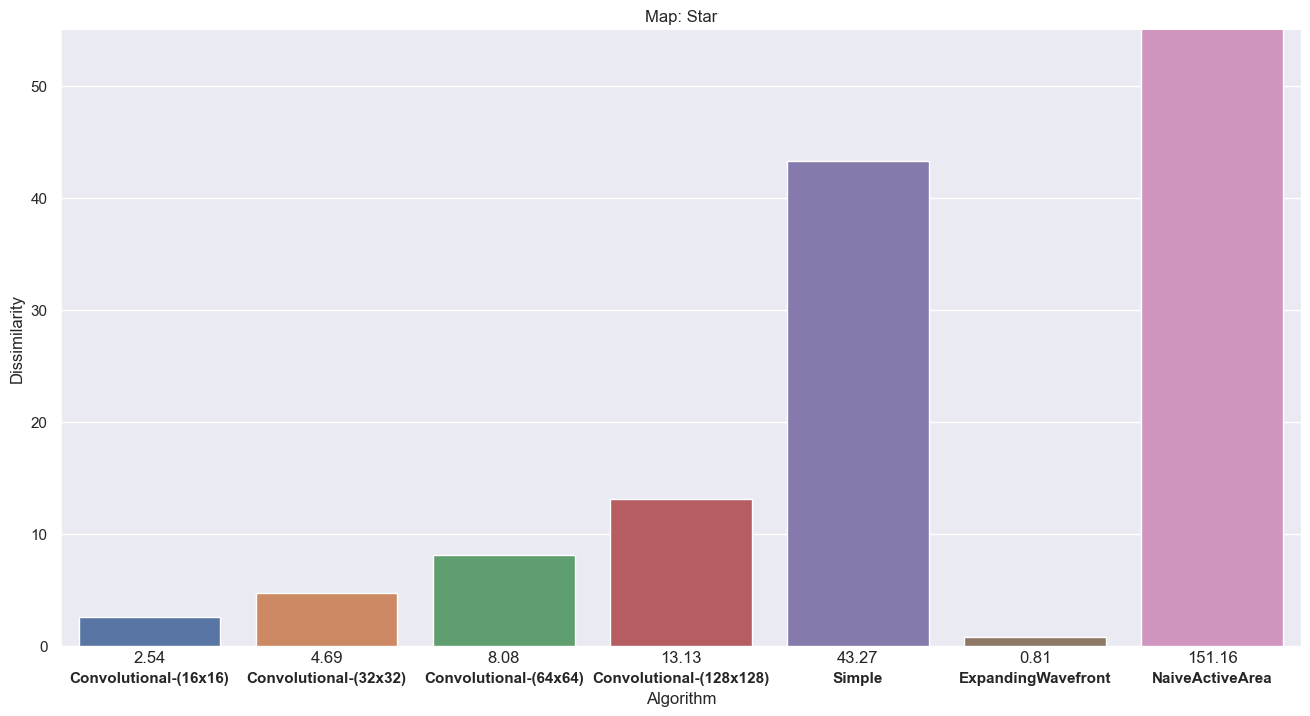 Map: Star
Dissimilarity
50
40
30
20
10
0
2.54 4.69 8.08 13.13 43.27 0.81 151.16
Convolutional-(16x16) Convolutional-(32x32) Convolutional-(64x64) Convolutional-(128x128) Simple ExpandingWavefront NaiveActiveArea
Algorithm